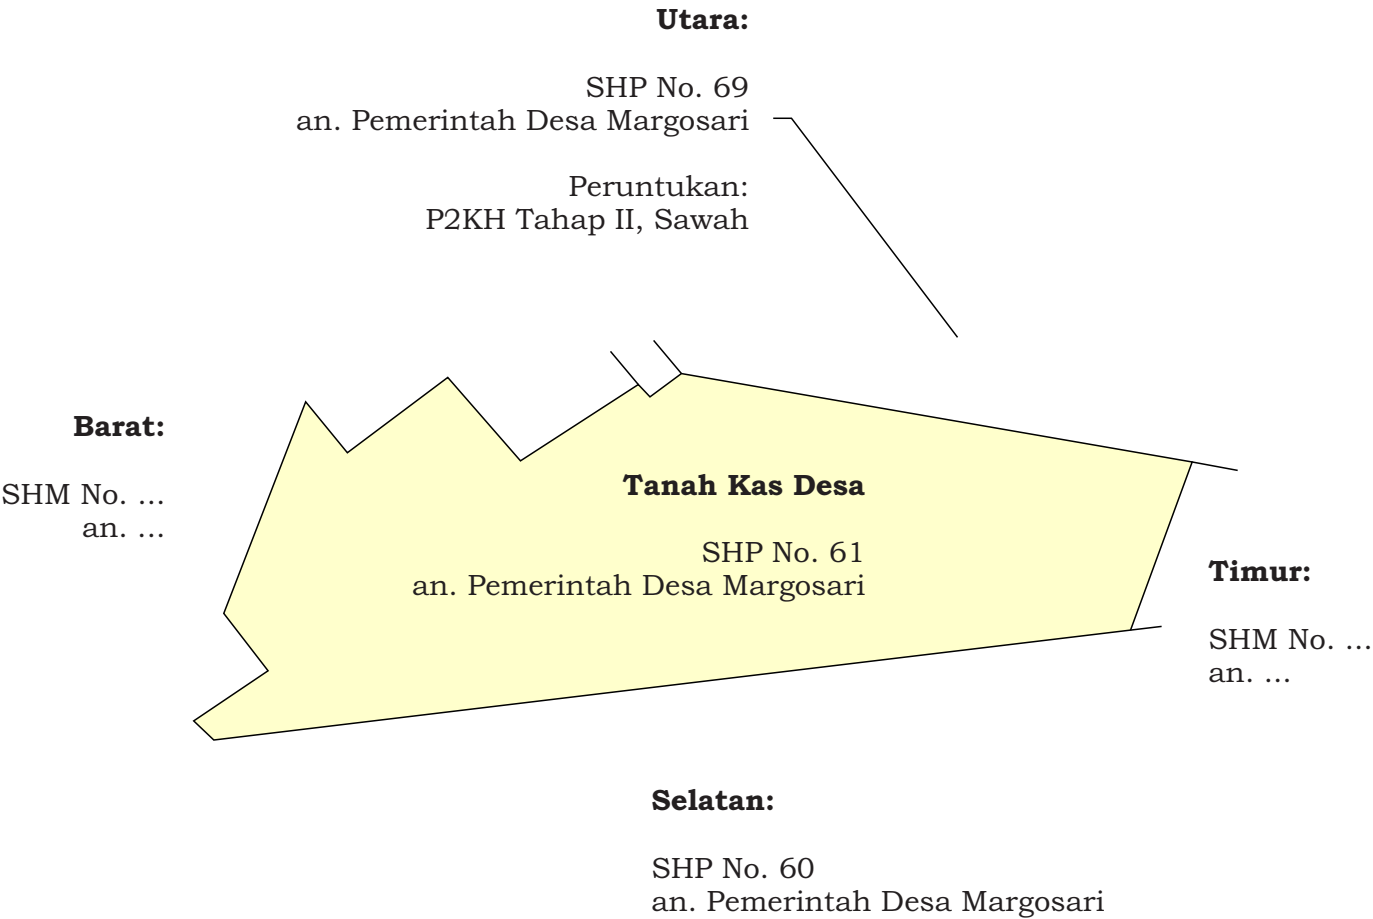 Utara:
SHP No. 69
an. Pemerintah Desa Margosari
Peruntukan:
P2KH Tahap II, Sawah
Barat:
SHM No. ...
an. ...
Tanah Kas Desa
SHP No. 61
an. Pemerintah Desa Margosari
Timur:
SHM No. ...
an. ...
Selatan:
SHP No. 60
an. Pemerintah Desa Margosari